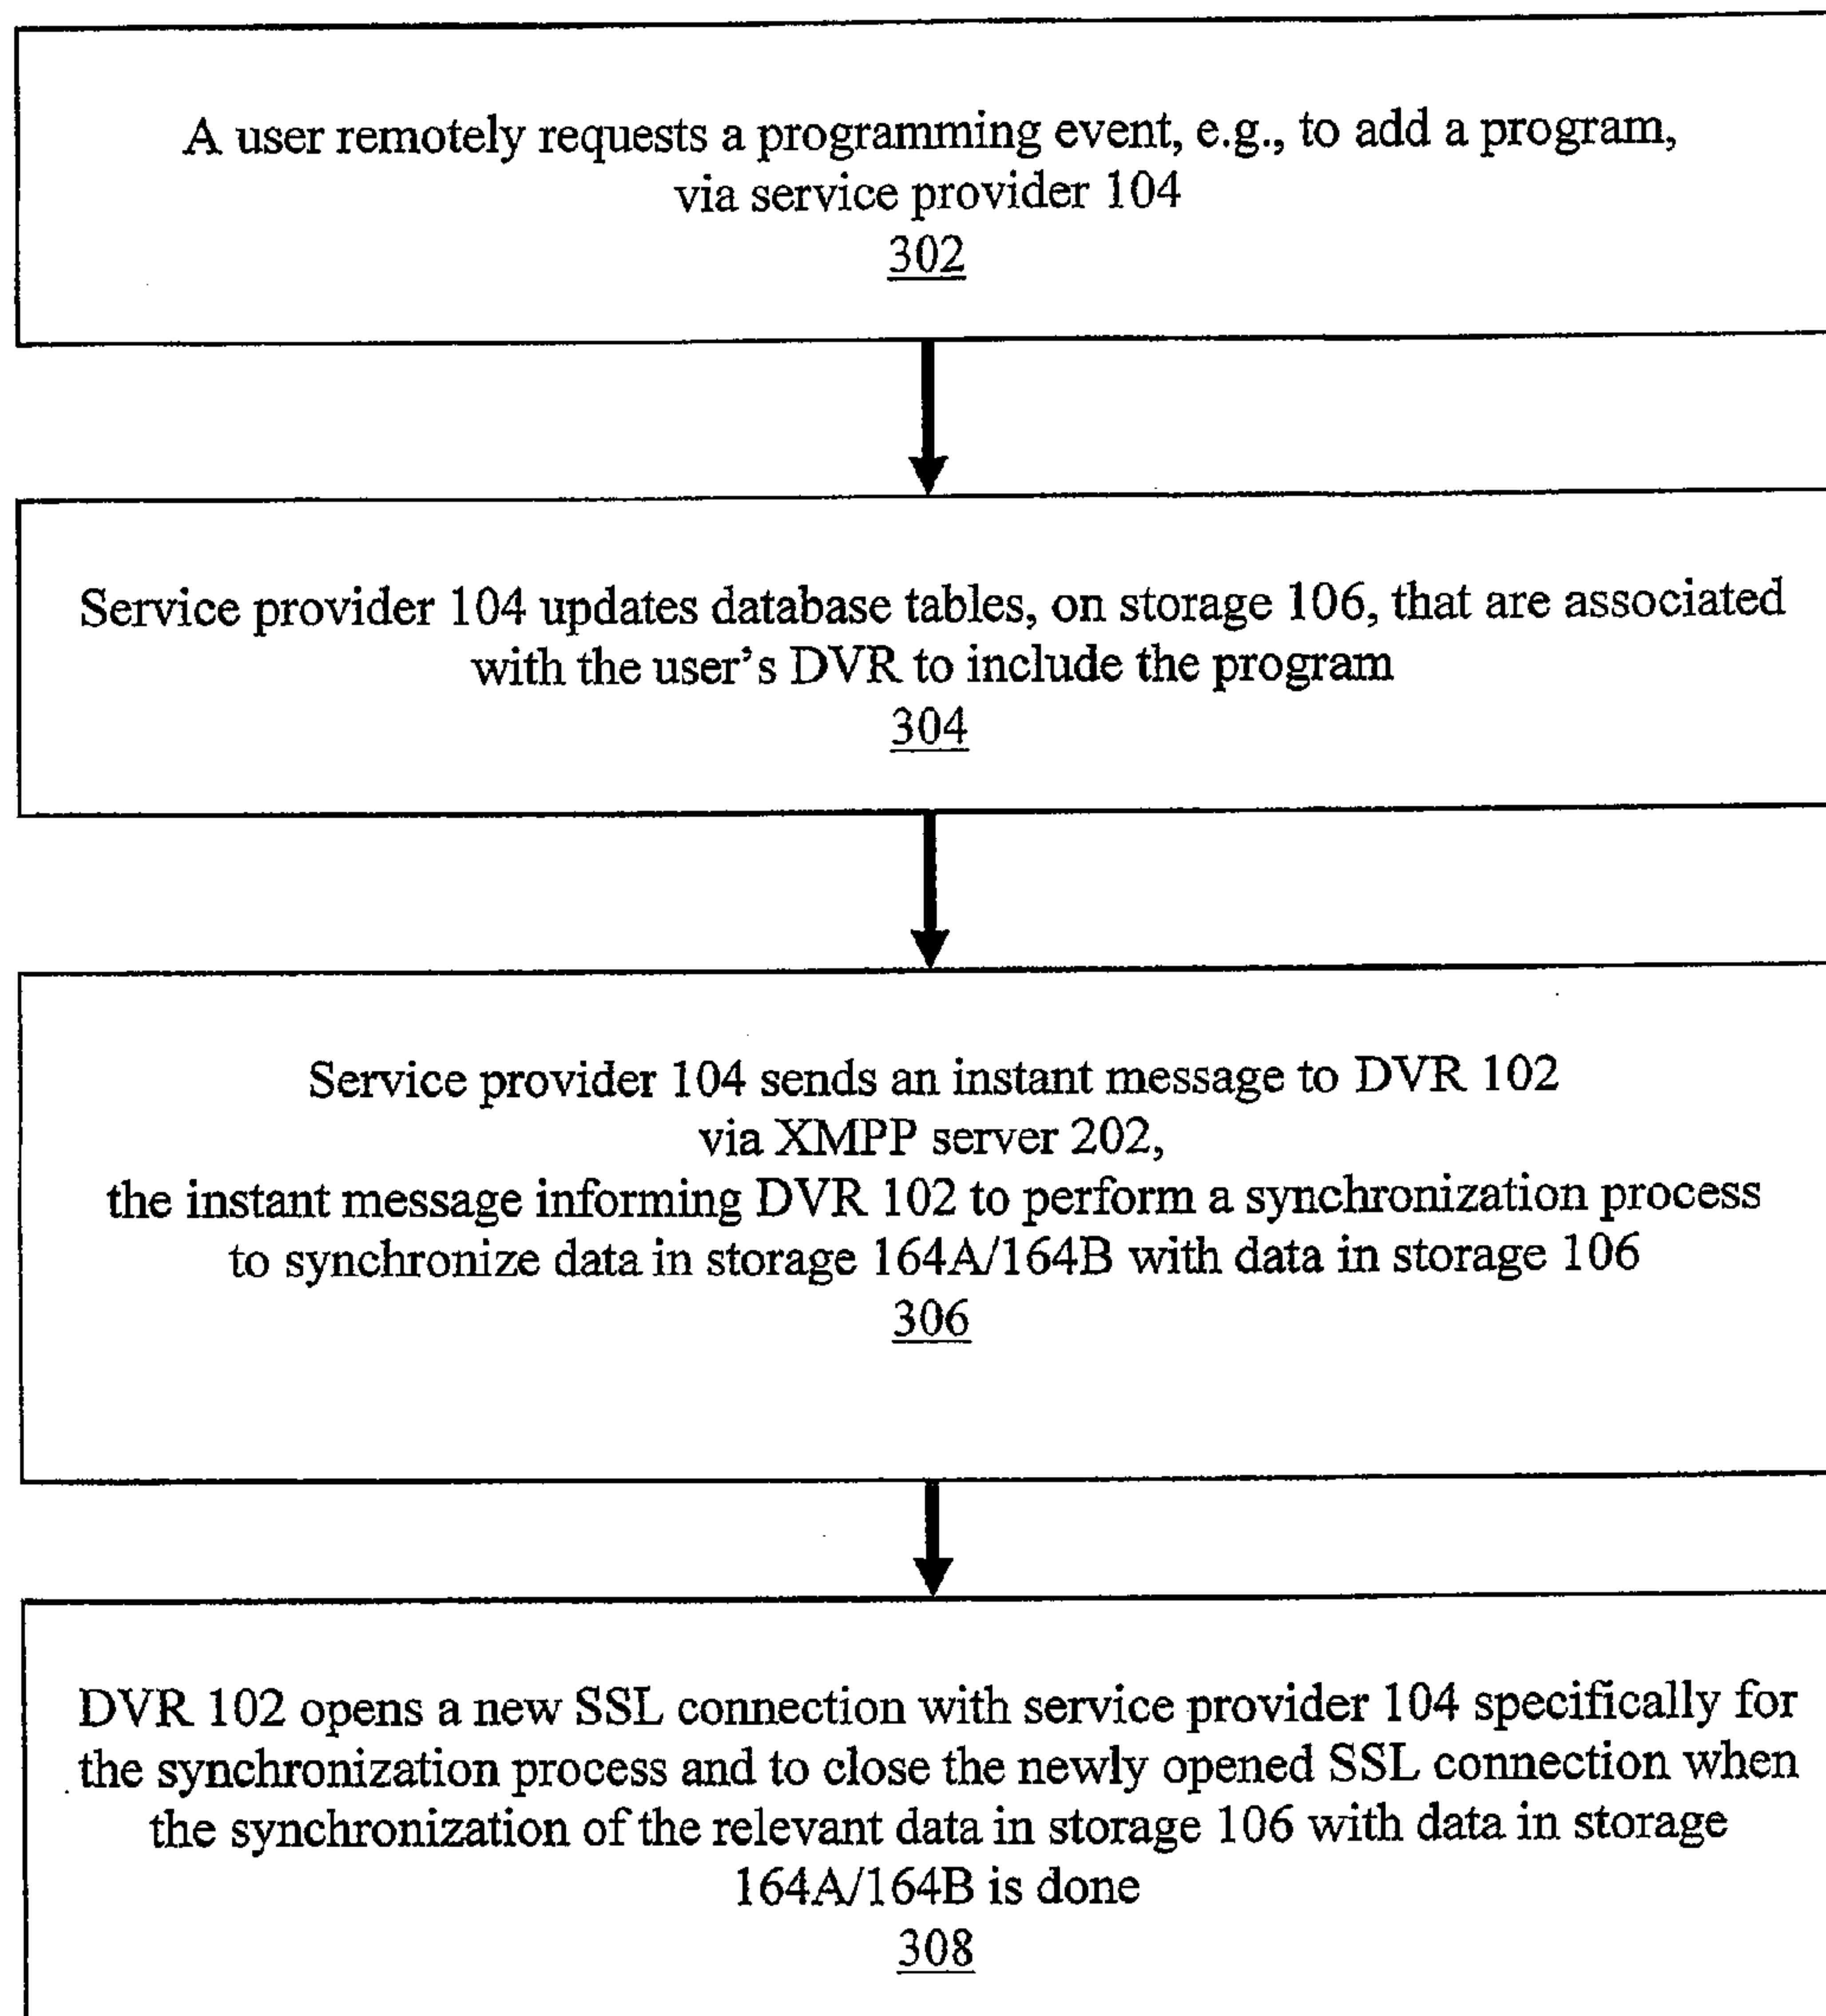 A user remotely requests a programming event, e.g., to add a program,
via service provider 104
302
Service provider 104 updates database tables, on storage 106, that are associated
with the user's DVR to include the program
304
Service provider 104 sends an instant message to DVR 102
via XMPP server 202,
the instant message informing DVR 102 to perform a synchronization process
to synchronize data in storage 164A/164B with data in storage 106
306
DVR 102 opens a new SSL connection with service provider 104 specifically for
the synchronization process and to close the newly opened SSL connection when
the synchronization of the relevant data in storage 106 with data in storage
164A/164B is done
308